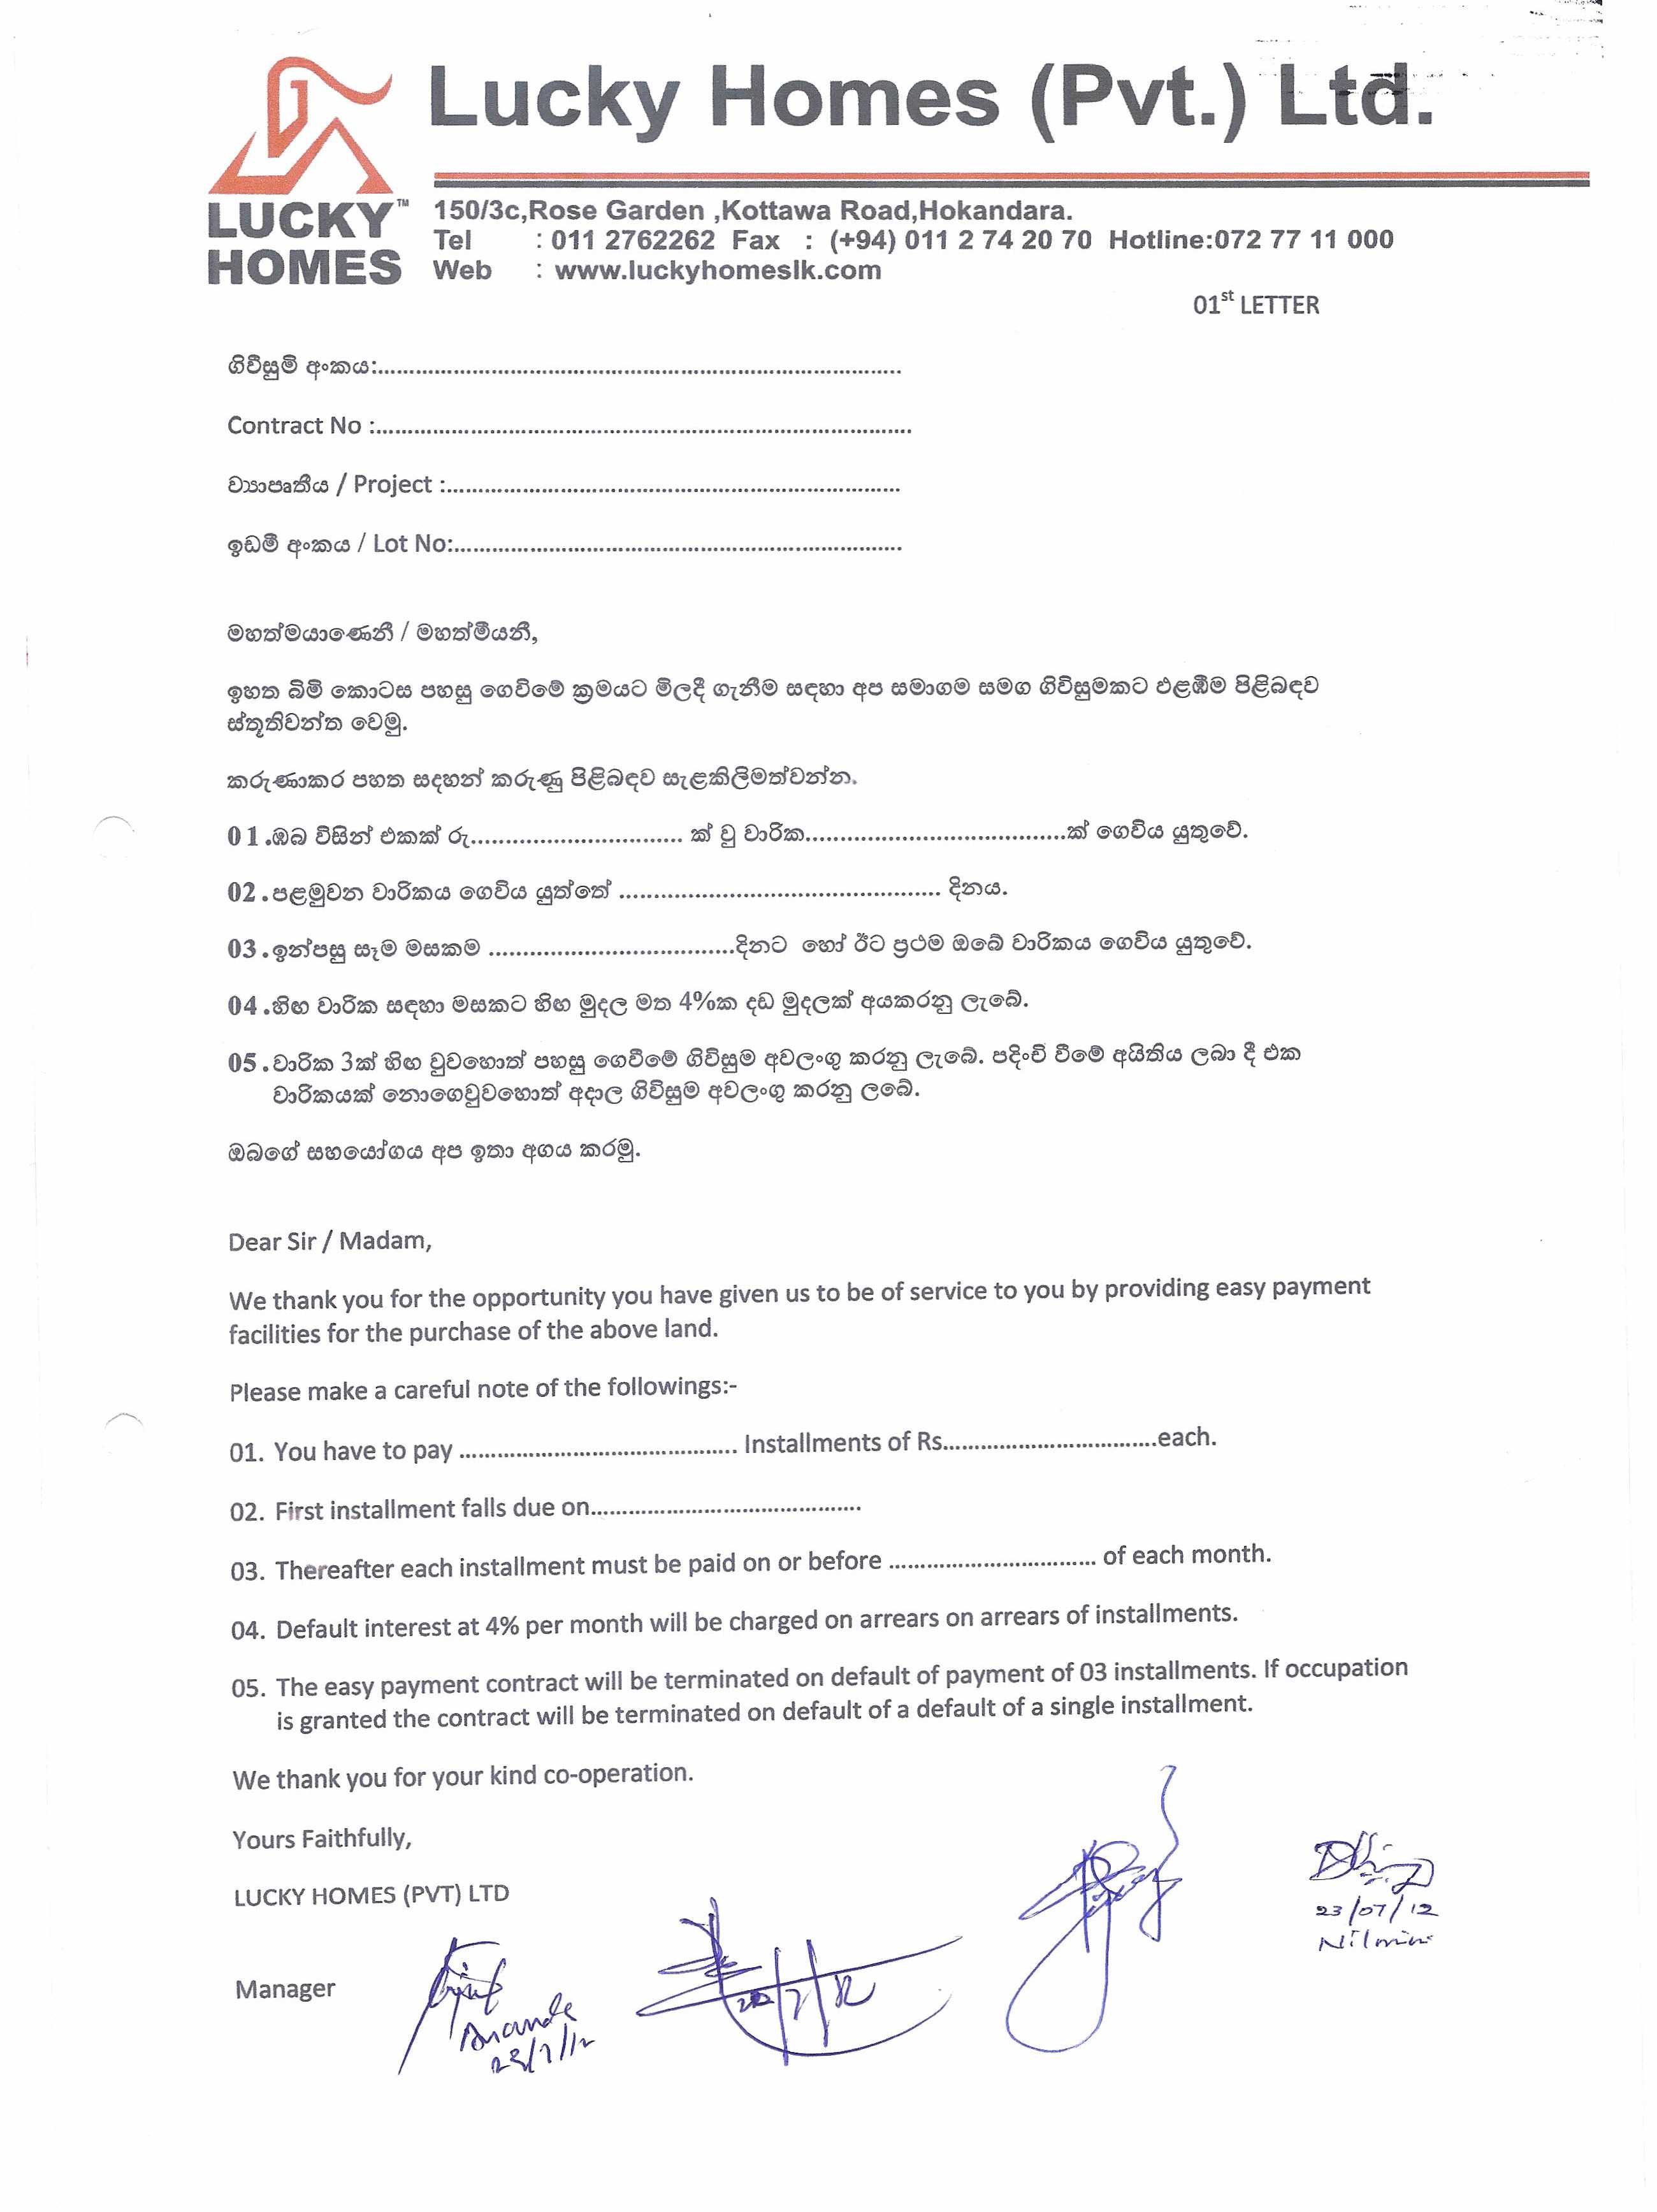 Lucky Homes (Pvt.) Ltd.
LUCKY™
HOMES
150/3c,Rose Garden ,Kottawa Road,Hokandara.
Tel : 011 2762262 Fax : (+94) 011 2 74 20 70 Hotline:072 77 11 000
Web : www.luckyhomeslk.com
01st LETTER
ගිවිසුම් අංකය:....................................................................................
Contract No :......................................................................................
ව්‍යාපෘතිය / Project :.........................................................................
ඉඩම් අංකය / Lot No:........................................................................
මහත්මයාණෙනී / මහත්මියනී,
ඉහත බිම් කොටස පහසු ගෙවීමේ ක්‍රමයට මිලදී ගැනීම සඳහා අප සමාගම සමග ගිවිසුමකට එළඹීම පිළිබඳව
ස්තූතිවන්ත වෙමු.
කරුණාකර පහත සදහන් කරුණු පිළිබඳව සැළකිලිමත්වන්න.
01.ඔබ විසින් එකක් රු............................... ක් වු වාරික......................................ක් ගෙවිය යුතුවේ.
02.පළමුවන වාරිකය ගෙවිය යුත්තේ ............................................... දිනය.
03.ඉන්පසු සෑම මසකම ....................................දිනට හෝ ඊට ප්‍රථම ඔබේ වාරිකය ගෙවිය යුතුවේ.
04.හිඟ වාරික සඳහා මසකට හිඟ මුදල මත 4%ක දඩ මුදලක් අයකරනු ලැබේ.
05.වාරික 3ක් හිඟ වුවහොත් පහසු ගෙවීමේ ගිවිසුම අවලංගු කරනු ලැබේ. පදිංචි වීමේ අයිතිය ලබා දී එක
වාරිකයක් නොගෙවුවහොත් අදාල ගිවිසුම අවලංගු කරනු ලබේ.
ඔබගේ සහයෝගය අප ඉතා අගය කරමු.
Dear Sir / Madam,
We thank you for the opportunity you have given us to be of service to you by providing easy payment
facilities for the purchase of the above land.
Please make a careful note of the followings:-
01. You have to pay ............................................ Installments of Rs..................................each.
02. First installment falls due on...........................................
03. Thereafter each installment must be paid on or before ................................. of each month.
04. Default interest at 4% per month will be charged on arrears on arrears of installments.
05. The easy payment contract will be terminated on default of payment of 03 installments. If occupation
is granted the contract will be terminated on default of a default of a single installment.
We thank you for your kind co-operation.
Yours Faithfully,
LUCKY HOMES (PVT) LTD
23/07/12
Nilmini
Manager
Ananda
23/7/12